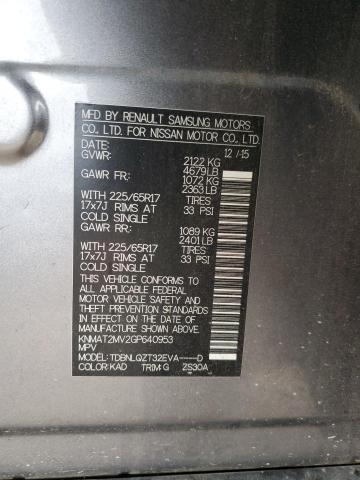 MFD BY RENAULT SAMSUNG MOTORS
CO., LTD. FOR NISSAN MOTOR CO., LTD.
DATE: 12/15
GVWR: 2122 KG
4679 LB
GAWR FR: 1072 KG
2363 LB
WITH 225/65R17 TIRES
17x7J RIMS AT 33 PSI
COLD SINGLE
GAWR RR: 1089 KG
2401 LB
WITH 225/65R17 TIRES
17x7J RIMS AT 33 PSI
COLD SINGLE
THIS VEHICLE CONFORMS TO
ALL APPLICABLE FEDERAL
MOTOR VEHICLE SAFETY AND
THEFT PREVENTION STANDARDS
IN EFFECT ON THE DATE OF
MANUFACTURE SHOWN ABOVE.
KNMAT2MV2GP640953
MPV
MODEL: TDBNLQZT32EVA-----D
COLOR: KAD TRIM: G ZS30A